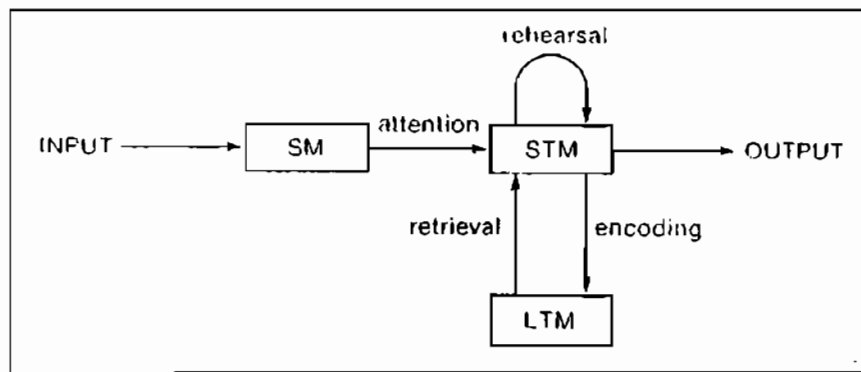 rehearsal
attention
INPUT
SM
STM
OUTPUT
retrieval
encoding
LTM